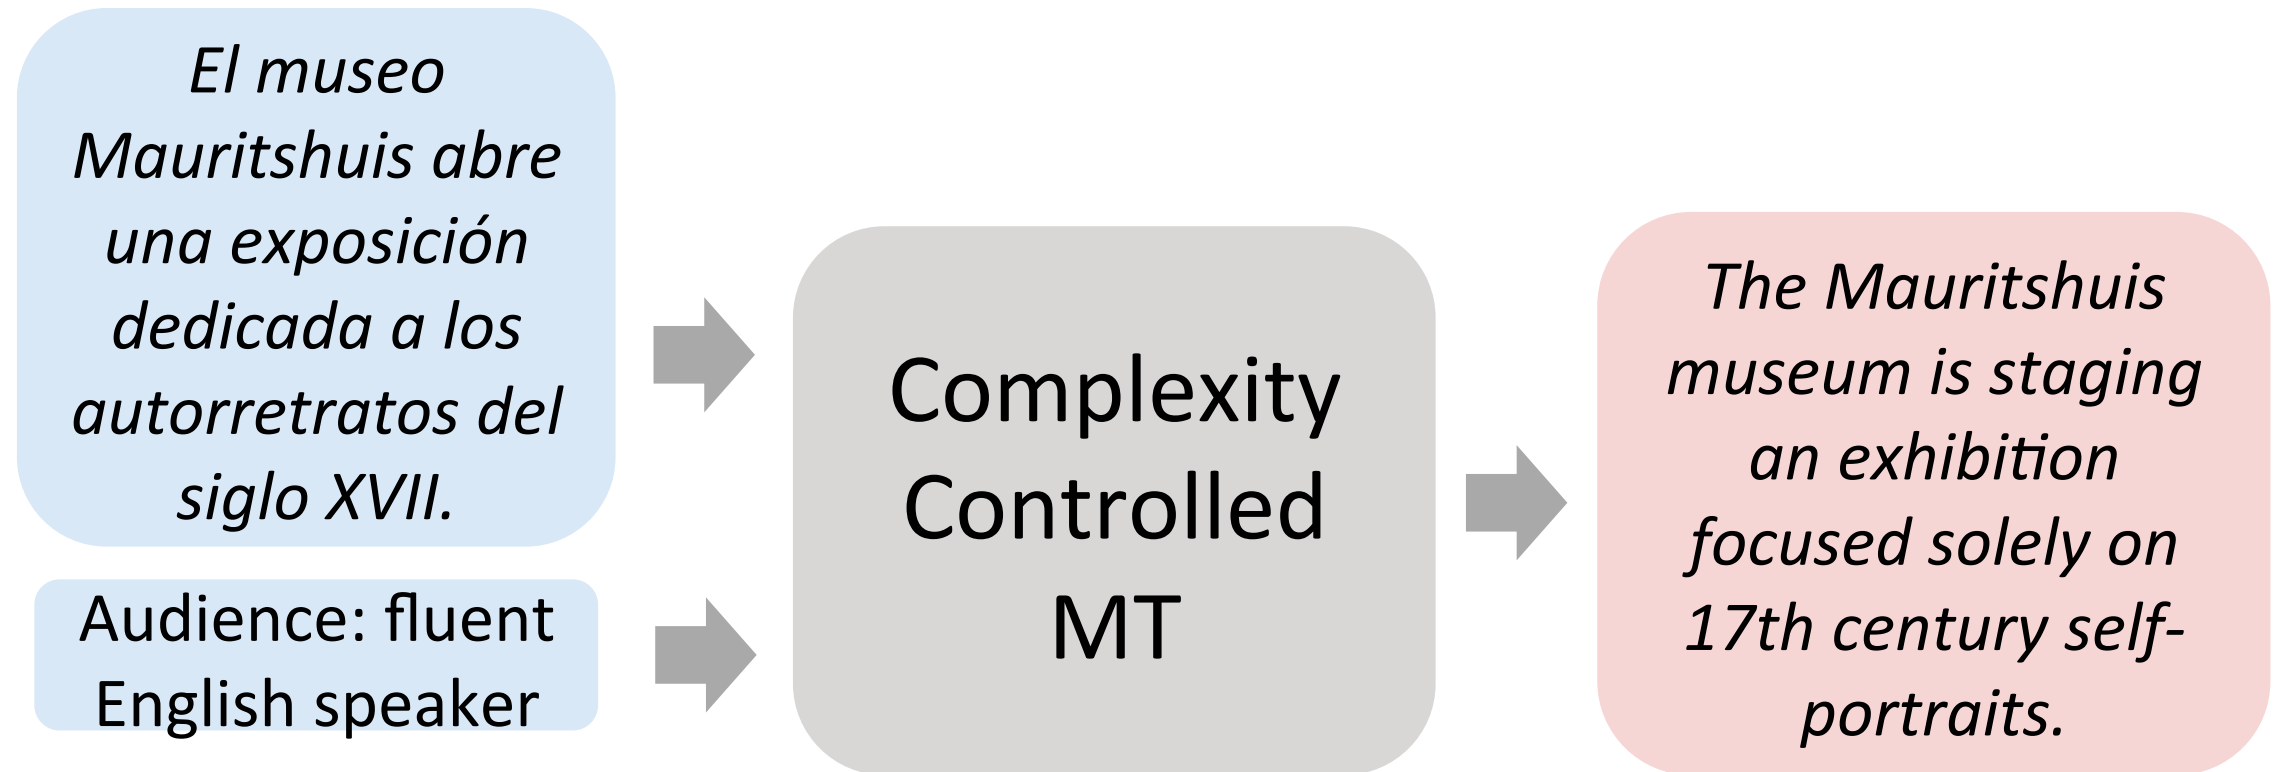 El museo
Mauritshuis abre
una exposición
dedicada a los
autorretratos del
siglo XVII.
Audience: fluent
English speaker
Complexity
Controlled
MT
The Mauritshuis
museum is staging
an exhibition
focused solely on
17th century self-
portraits.